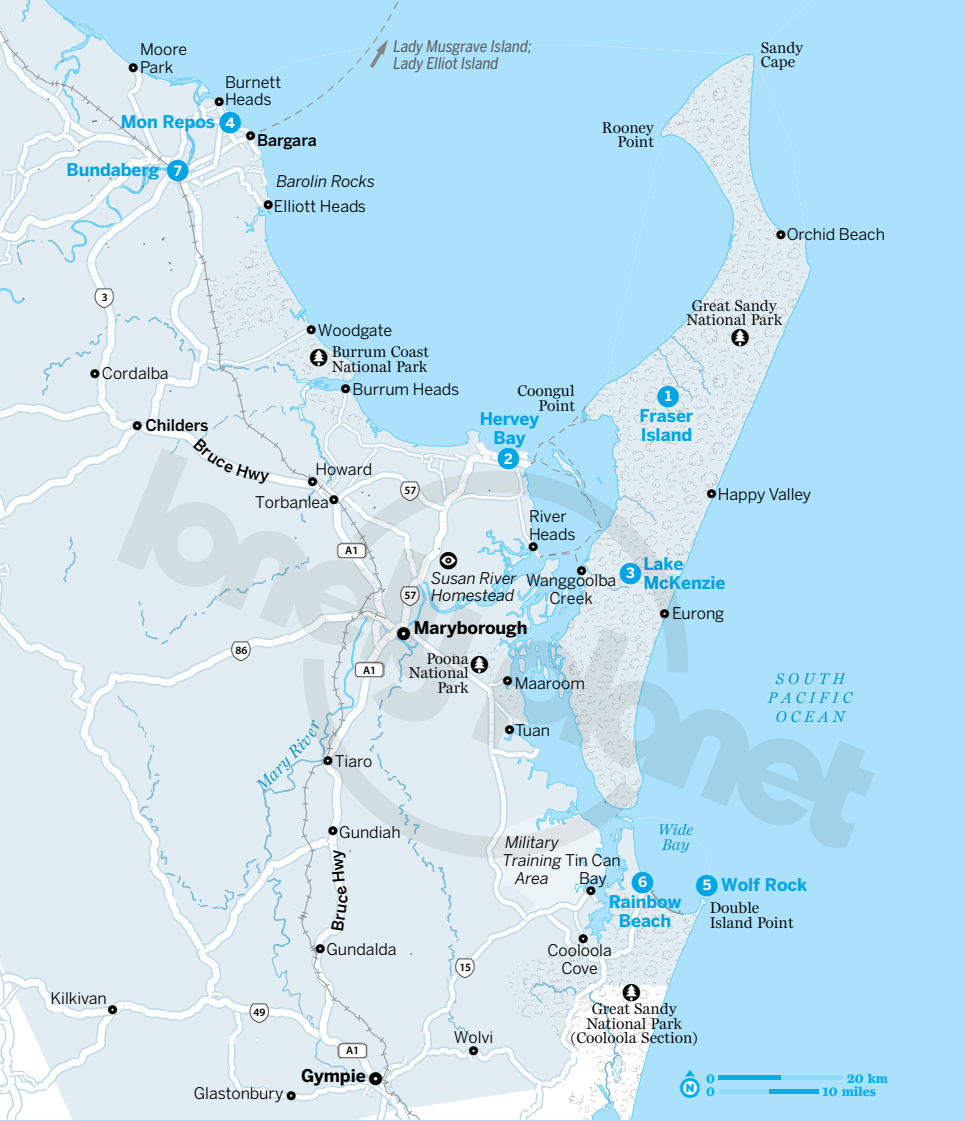 Sandy
Cape
Lady Musgrave Island;
Lady Elliot Island
Moore
Park
Burnett
Heads
Mon Repos 4
Bargara
Rooney
Point
Bundaberg 7
Barolin Rocks
Elliott Heads
Orchid Beach
3
Great Sandy
National Park
Woodgate
Burrum Coast
National Park
Cordalba
Burrum Heads
Coongul
Point
1
Fraser
Island
Hervey
Bay
2
Childers
Bruce Hwy
Howard
Torbanlea
57
Happy Valley
River
Heads
A1
Susan River
Homestead
Wanggoolba
Creek
3 Lake
McKenzie
57
Eurong
Maryborough
86
A1
Poona
National
Park
Maaroom
SOUTH
PACIFIC
OCEAN
Tuan
Mary River
Tiaro
lonely planet
Gundiah
Wide
Bay
Military
Training
Area
Tin Can
Bay
Bruce Hwy
6
Rainbow
Beach
5 Wolf Rock
Double
Island Point
Gundalda
Cooloola
Cove
15
Kilkivan
49
Great Sandy
National Park
(Cooloola Section)
Wolvi
A1
Gympie
Glastonbury
N
0 20 km
0 10 miles